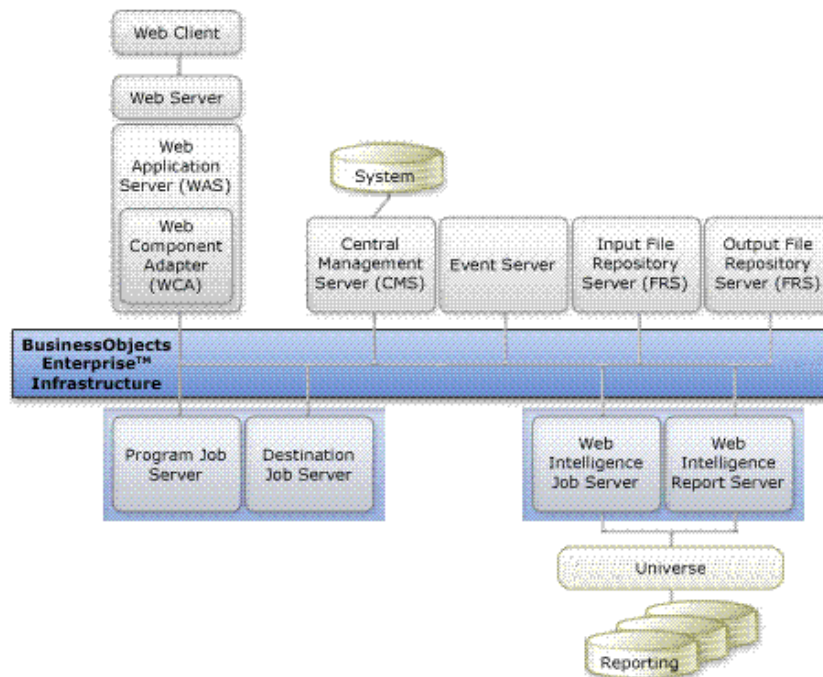 Web Client
Web Server
Web
Application
Server (WAS)
Web
Component
Adapter
(WCA)
System
Central
Management
Server (CMS)
Event Server
Input File
Repository
Server (FRS)
Output File
Repository
Server (FRS)
BusinessObjects
Enterprise™
Infrastructure
Program Job
Server
Destination
Job Server
Web
Intelligence
Job Server
Web
Intelligence
Report Server
Universe
Reporting